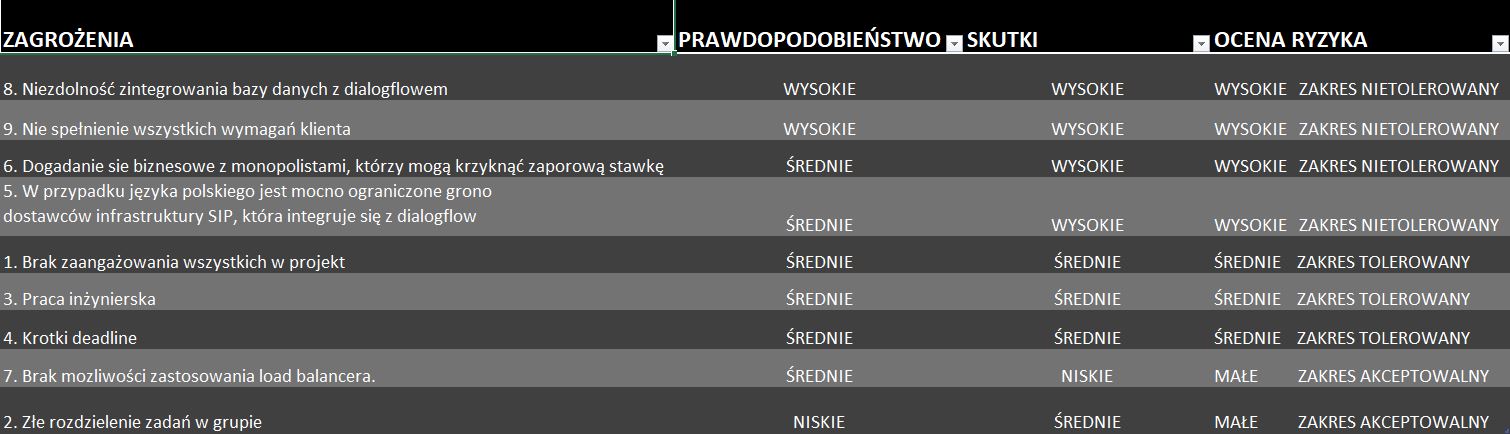 ZAGROŻENIA PRAWDOPODOBIEŃSTWO SKUTKI OCENA RYZYKA
8. Niezdolność zintegrowania bazy danych z dialogflowem WYSOKIE WYSOKIE WYSOKIE ZAKRES NIETOLEROWANY
9. Nie spełnienie wszystkich wymagań klienta WYSOKIE WYSOKIE WYSOKIE ZAKRES NIETOLEROWANY
6. Dogadanie sie biznesowe z monopolistami, którzy mogą krzyknąć zaporową stawkę ŚREDNIE WYSOKIE WYSOKIE ZAKRES NIETOLEROWANY
5. W przypadku języka polskiego jest mocno ograniczone grono
dostawców infrastruktury SIP, która integruje się z dialogflow ŚREDNIE WYSOKIE WYSOKIE ZAKRES NIETOLEROWANY
1. Brak zaangażowania wszystkich w projekt ŚREDNIE ŚREDNIE ŚREDNIE ZAKRES TOLEROWANY
3. Praca inżynierska ŚREDNIE ŚREDNIE ŚREDNIE ZAKRES TOLEROWANY
4. Krotki deadline ŚREDNIE ŚREDNIE ŚREDNIE ZAKRES TOLEROWANY
7. Brak mozliwości zastosowania load balancera. ŚREDNIE NISKIE MAŁE ZAKRES AKCEPTOWALNY
2. Złe rozdzielenie zadań w grupie NISKIE ŚREDNIE MAŁE ZAKRES AKCEPTOWALNY